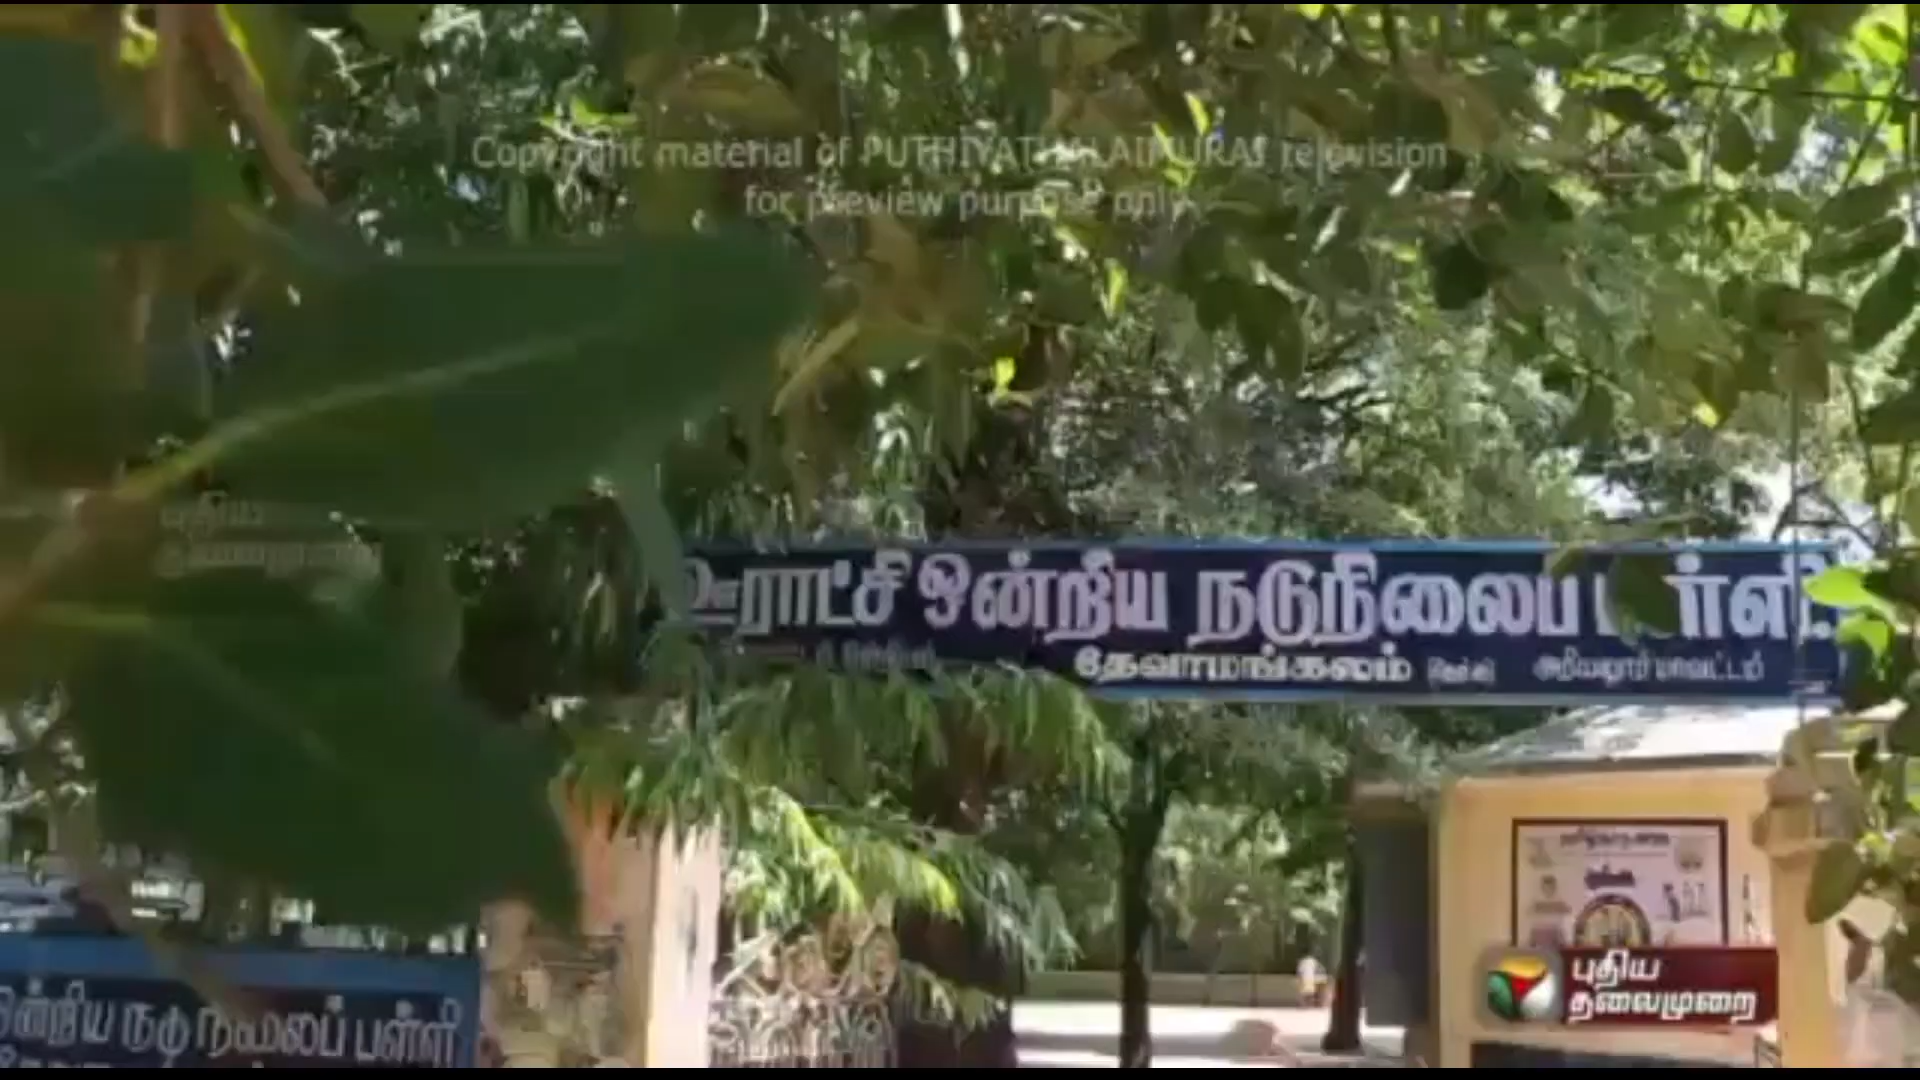 Copyright material of PUTHIYATHALAIMURAI television
for preview purpose only
புதிய
தலைமுறை
ஊராட்சி ஒன்றிய நடுநிலைப் பள்ளி.
தேவாமங்கலம் அரியலூர் மாவட்டம்
ஒன்றிய நடு நிலைப் பள்ளி
புதிய
தலைமுறை